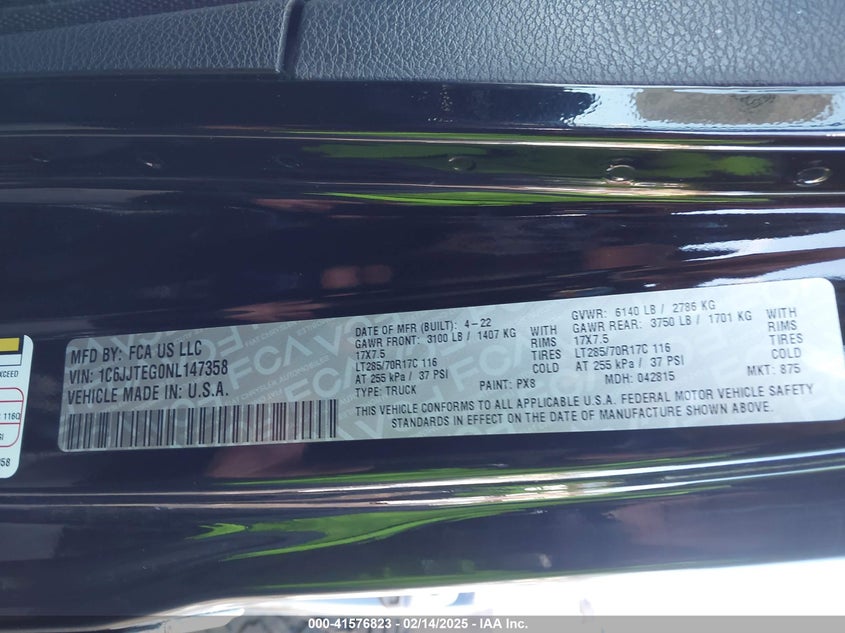 EXCEED
1160
SI
358
MFD BY: FCA US LLC
VIN: 1C6JJTEG0NL147358
VEHICLE MADE IN: U.S.A.
DATE OF MFR (BUILT): 4-22
GAWR FRONT: 3100 LB / 1407 KG WITH
17X7.5 RIMS
LT285/70R17C 116 TIRES
AT 255 kPa / 37 PSI COLD
TYPE: TRUCK PAINT: PX8
GVWR: 6140 LB / 2786 KG
GAWR REAR: 3750 LB / 1701 KG WITH
17X7.5 RIMS
LT285/70R17C 116 TIRES
AT 255 kPa / 37 PSI COLD
MDH: 042815 MKT: 875
THIS VEHICLE CONFORMS TO ALL APPLICABLE U.S.A. FEDERAL MOTOR VEHICLE SAFETY
STANDARDS IN EFFECT ON THE DATE OF MANUFACTURE SHOWN ABOVE.
000-41576823 - 02/14/2025 - IAA Inc.